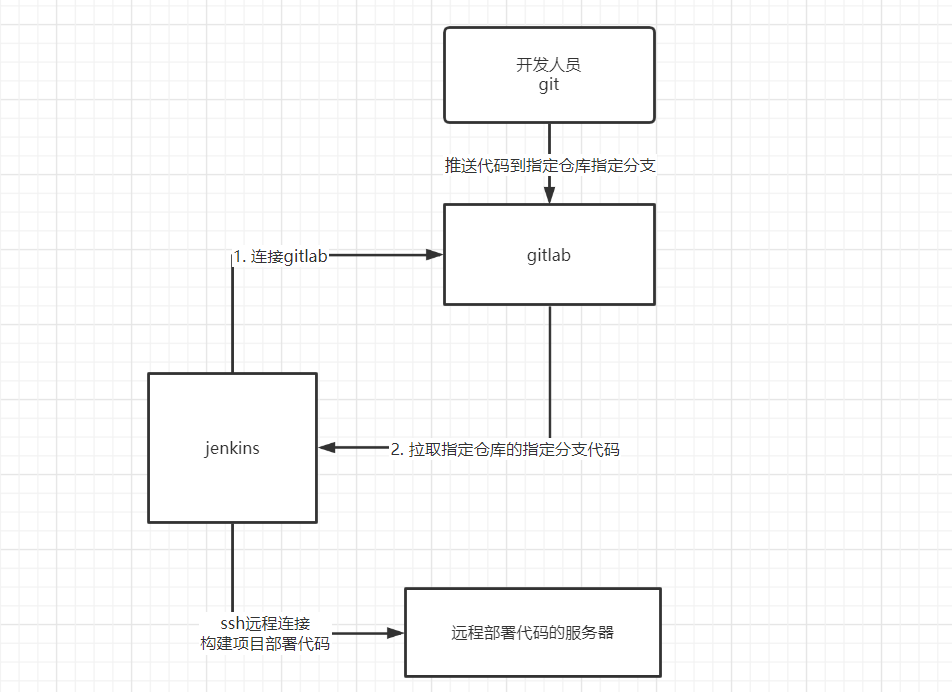 开发人员
git
推送代码到指定仓库指定分支
1. 连接gitlab
gitlab
jenkins
2. 拉取指定仓库的指定分支代码
ssh远程连接
构建项目部署代码
远程部署代码的服务器